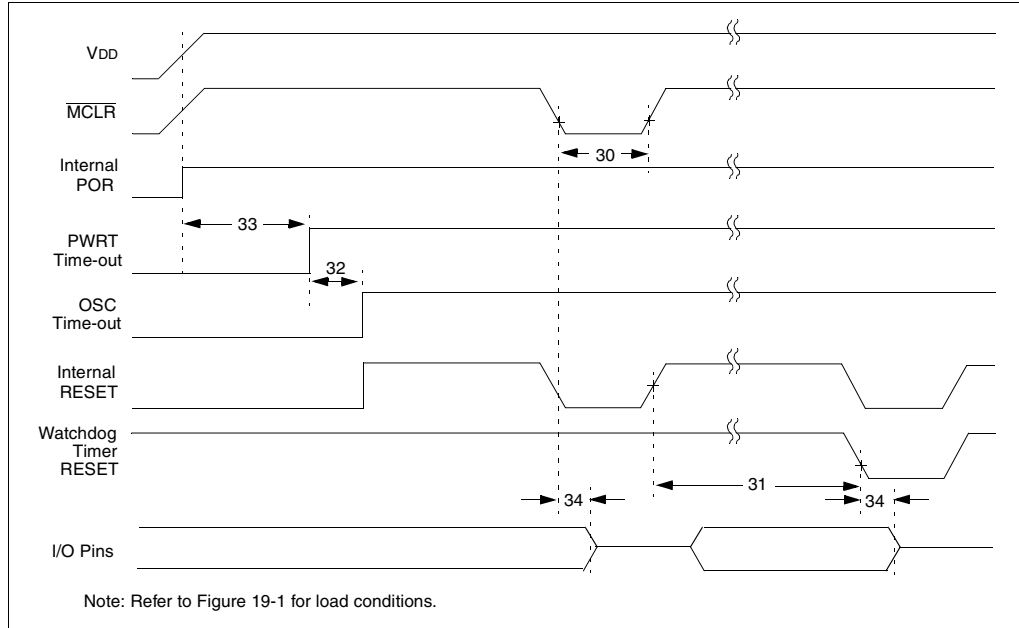 VDD
MCLR
30
Internal
POR
33
PWRT
Time-out
32
OSC
Time-out
Internal
RESET
Watchdog
Timer
RESET
31
34
34
I/O Pins
Note: Refer to Figure 19-1 for load conditions.